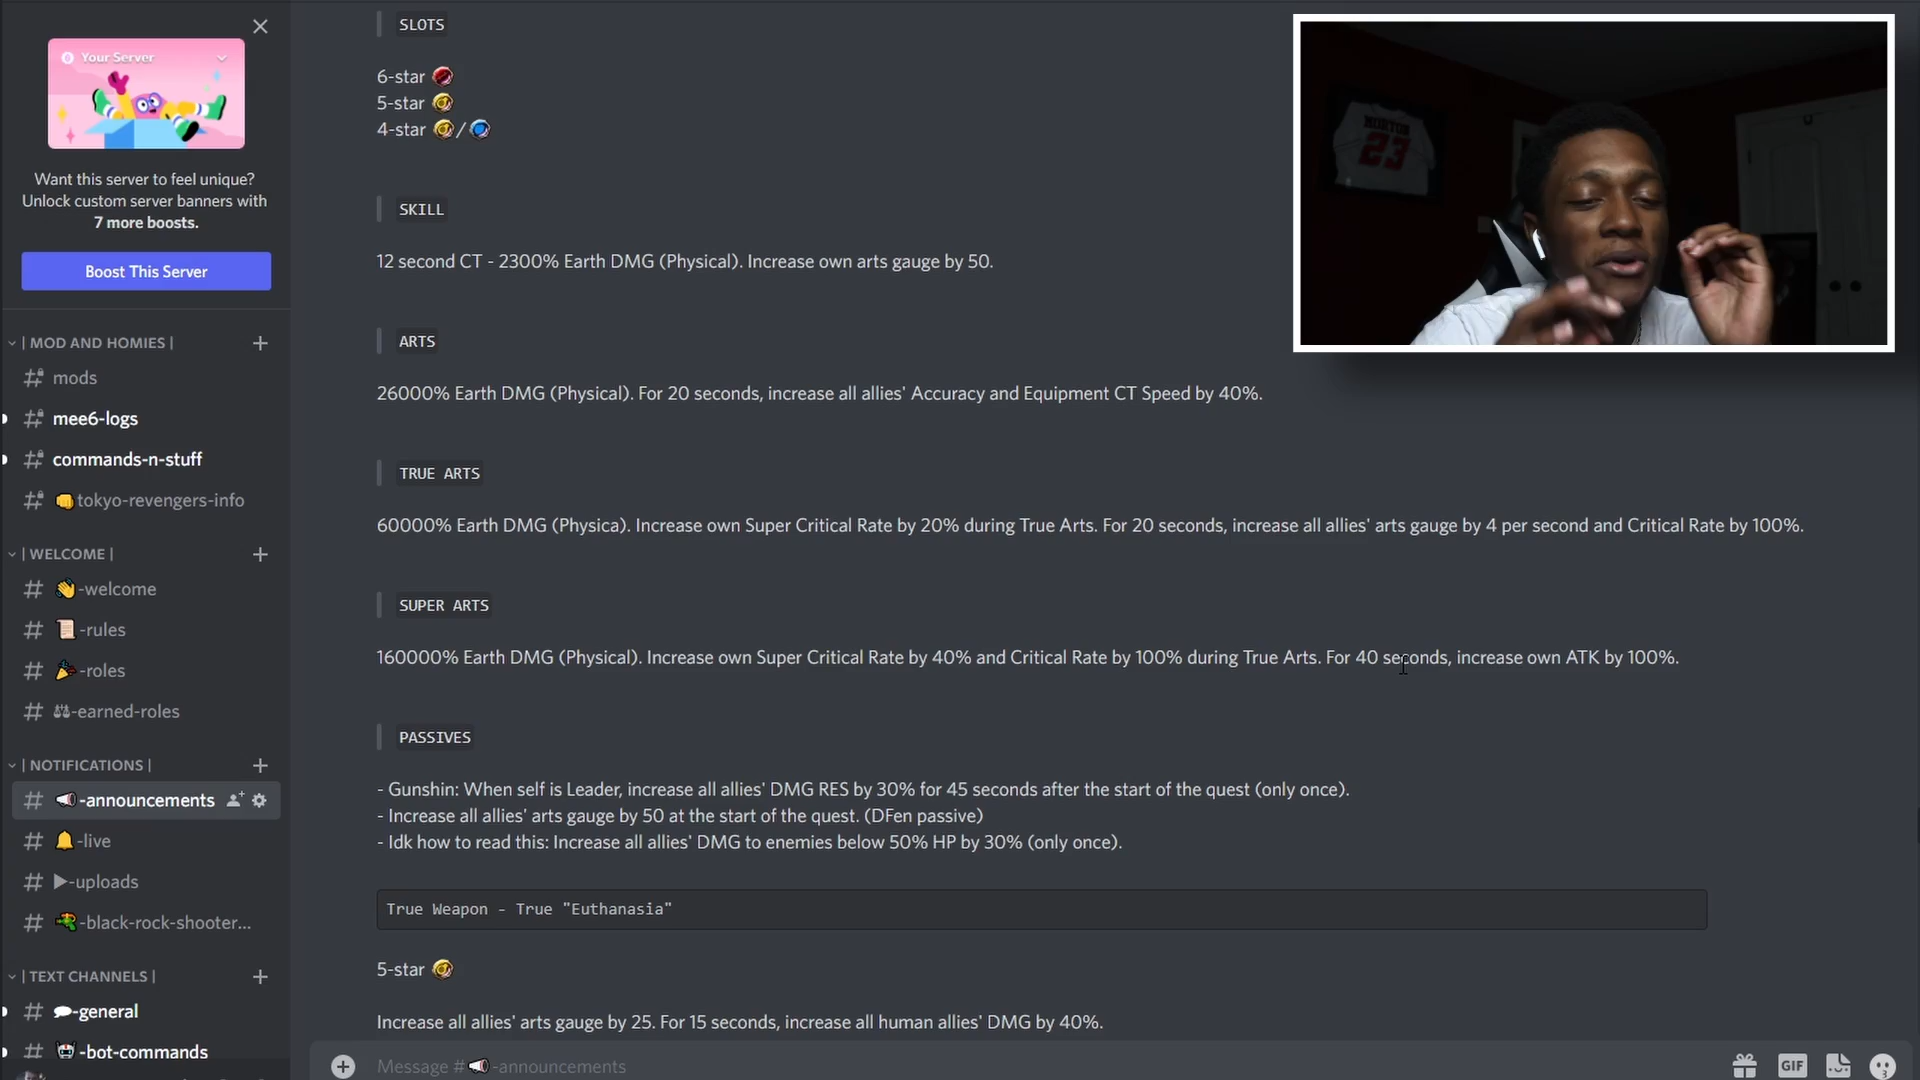 Your Server
Want this server to feel unique?
Unlock custom server banners with
7 more boosts.
Boost This Server
| MOD AND HOMIES |
mods
mee6-logs
commands-n-stuff
tokyo-revengers-info
| WELCOME |
-welcome
-rules
-roles
-earned-roles
| NOTIFICATIONS |
-announcements
-live
-uploads
-black-rock-shooter...
| TEXT CHANNELS |
-general
-bot-commands
SLOTS
6-star
5-star
4-star /
SKILL
12 second CT - 2300% Earth DMG (Physical). Increase own arts gauge by 50.
ARTS
26000% Earth DMG (Physical). For 20 seconds, increase all allies' Accuracy and Equipment CT Speed by 40%.
TRUE ARTS
60000% Earth DMG (Physica). Increase own Super Critical Rate by 20% during True Arts. For 20 seconds, increase all allies' arts gauge by 4 per second and Critical Rate by 100%.
SUPER ARTS
160000% Earth DMG (Physical). Increase own Super Critical Rate by 40% and Critical Rate by 100% during True Arts. For 40 seconds, increase own ATK by 100%.
PASSIVES
- Gunshin: When self is Leader, increase all allies' DMG RES by 30% for 45 seconds after the start of the quest (only once).
- Increase all allies' arts gauge by 50 at the start of the quest. (DFen passive)
- Idk how to read this: Increase all allies' DMG to enemies below 50% HP by 30% (only once).
True Weapon - True "Euthanasia"
5-star
Increase all allies' arts gauge by 25. For 15 seconds, increase all human allies' DMG by 40%.
Message # -announcements
GIF
MORTON
23